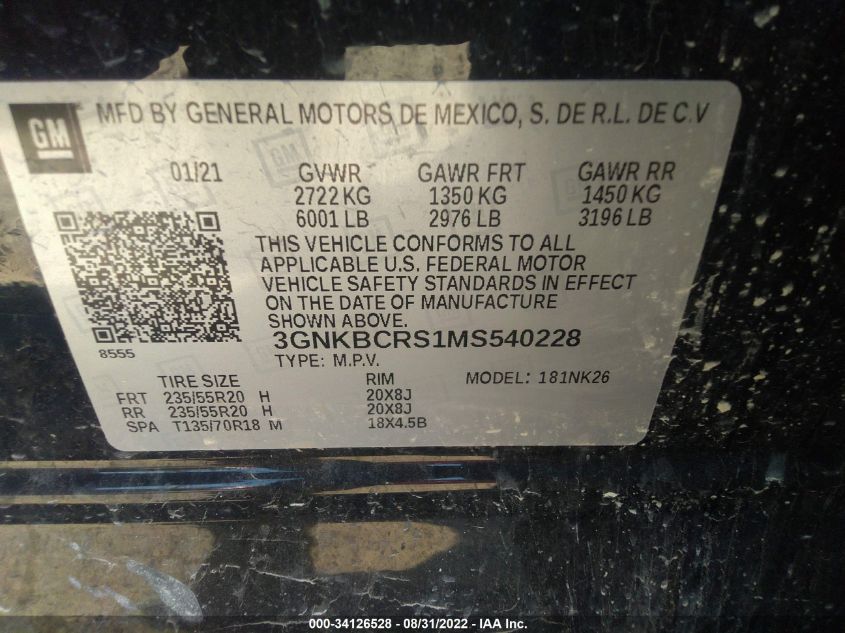 GM MFD BY GENERAL MOTORS DE MEXICO, S. DE R.L. DE C.V
01/21 GVWR GAWR FRT GAWR RR
2722 KG 1350 KG 1450 KG
6001 LB 2976 LB 3196 LB
THIS VEHICLE CONFORMS TO ALL
APPLICABLE U.S. FEDERAL MOTOR
VEHICLE SAFETY STANDARDS IN EFFECT
ON THE DATE OF MANUFACTURE
SHOWN ABOVE.
3GNKBCRS1MS540228
8555
TYPE: M.P.V.
TIRE SIZE RIM MODEL: 181NK26
FRT 235/55R20 H 20X8J
RR 235/55R20 H 20X8J
SPA T135/70R18 M 18X4.5B
000-34126528 - 08/31/2022 - IAA Inc.